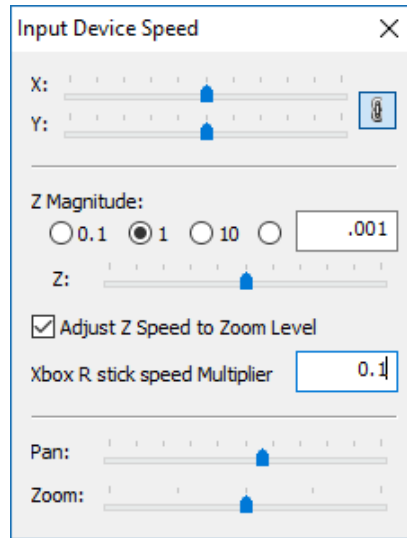 Input Device Speed
X:
Y:
Z Magnitude:
0.1 1 10 .001
Z:
Adjust Z Speed to Zoom Level
Xbox R stick speed Multiplier 0.1
Pan:
Zoom: